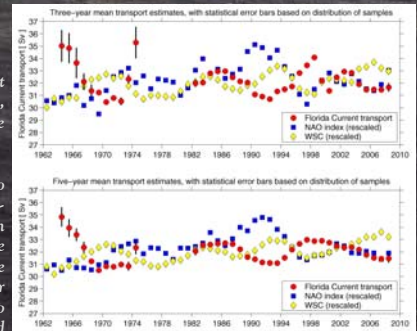 Three-year mean transport estimates, with statistical error bars based on distribution of samples
Florida Current transport [ Sv ]
37
36
35
34
33
32
31
30
29
28
27
1962 1966 1970 1974 1978 1982 1986 1990 1994 1998 2002 2006 2010
Florida Current transport
NAO index (rescaled)
WSC (rescaled)
Five-year mean transport estimates, with statistical error bars based on distribution of samples
Florida Current transport [ Sv ]
37
36
35
34
33
32
31
30
29
28
27
1962 1966 1970 1974 1978 1982 1986 1990 1994 1998 2002 2006 2010
Florida Current transport
NAO index (rescaled)
WSC (rescaled)